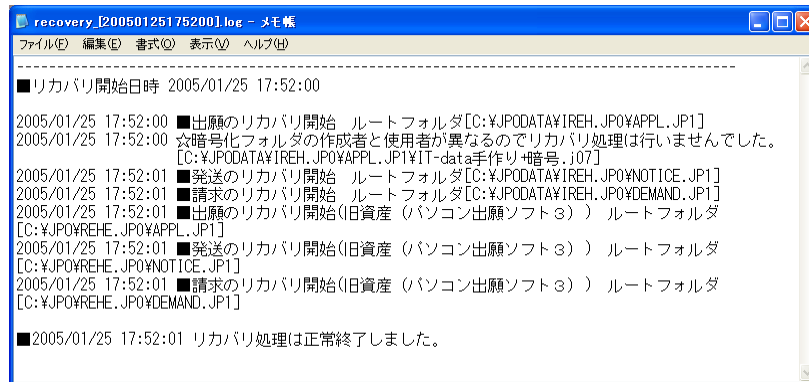 recovery_[20050125175200].log - メモ帳
ファイル(F) 編集(E) 書式(O) 表示(V) ヘルプ(H)
--------------------------------------------------------------------------------
■リカバリ開始日時 2005/01/25 17:52:00
2005/01/25 17:52:00 ■出願のリカバリ開始 ルートフォルダ[C:¥JPODATA¥IREH.JPO¥APPL.JP1]
2005/01/25 17:52:00 ☆暗号化フォルダの作成者と使用者が異なるのでリカバリ処理は行いませんでした。
[C:¥JPODATA¥IREH.JPO¥APPL.JP1¥IT-data手作り+暗号.j07]
2005/01/25 17:52:01 ■発送のリカバリ開始 ルートフォルダ[C:¥JPODATA¥IREH.JPO¥NOTICE.JP1]
2005/01/25 17:52:01 ■請求のリカバリ開始 ルートフォルダ[C:¥JPODATA¥IREH.JPO¥DEMAND.JP1]
2005/01/25 17:52:01 ■出願のリカバリ開始(旧資産（パソコン出願ソフト３）） ルートフォルダ
[C:¥JPO¥REHE.JPO¥APPL.JP1]
2005/01/25 17:52:01 ■発送のリカバリ開始(旧資産（パソコン出願ソフト３）） ルートフォルダ
[C:¥JPO¥REHE.JPO¥NOTICE.JP1]
2005/01/25 17:52:01 ■請求のリカバリ開始(旧資産（パソコン出願ソフト３）） ルートフォルダ
[C:¥JPO¥REHE.JPO¥DEMAND.JP1]
■2005/01/25 17:52:01 リカバリ処理は正常終了しました。